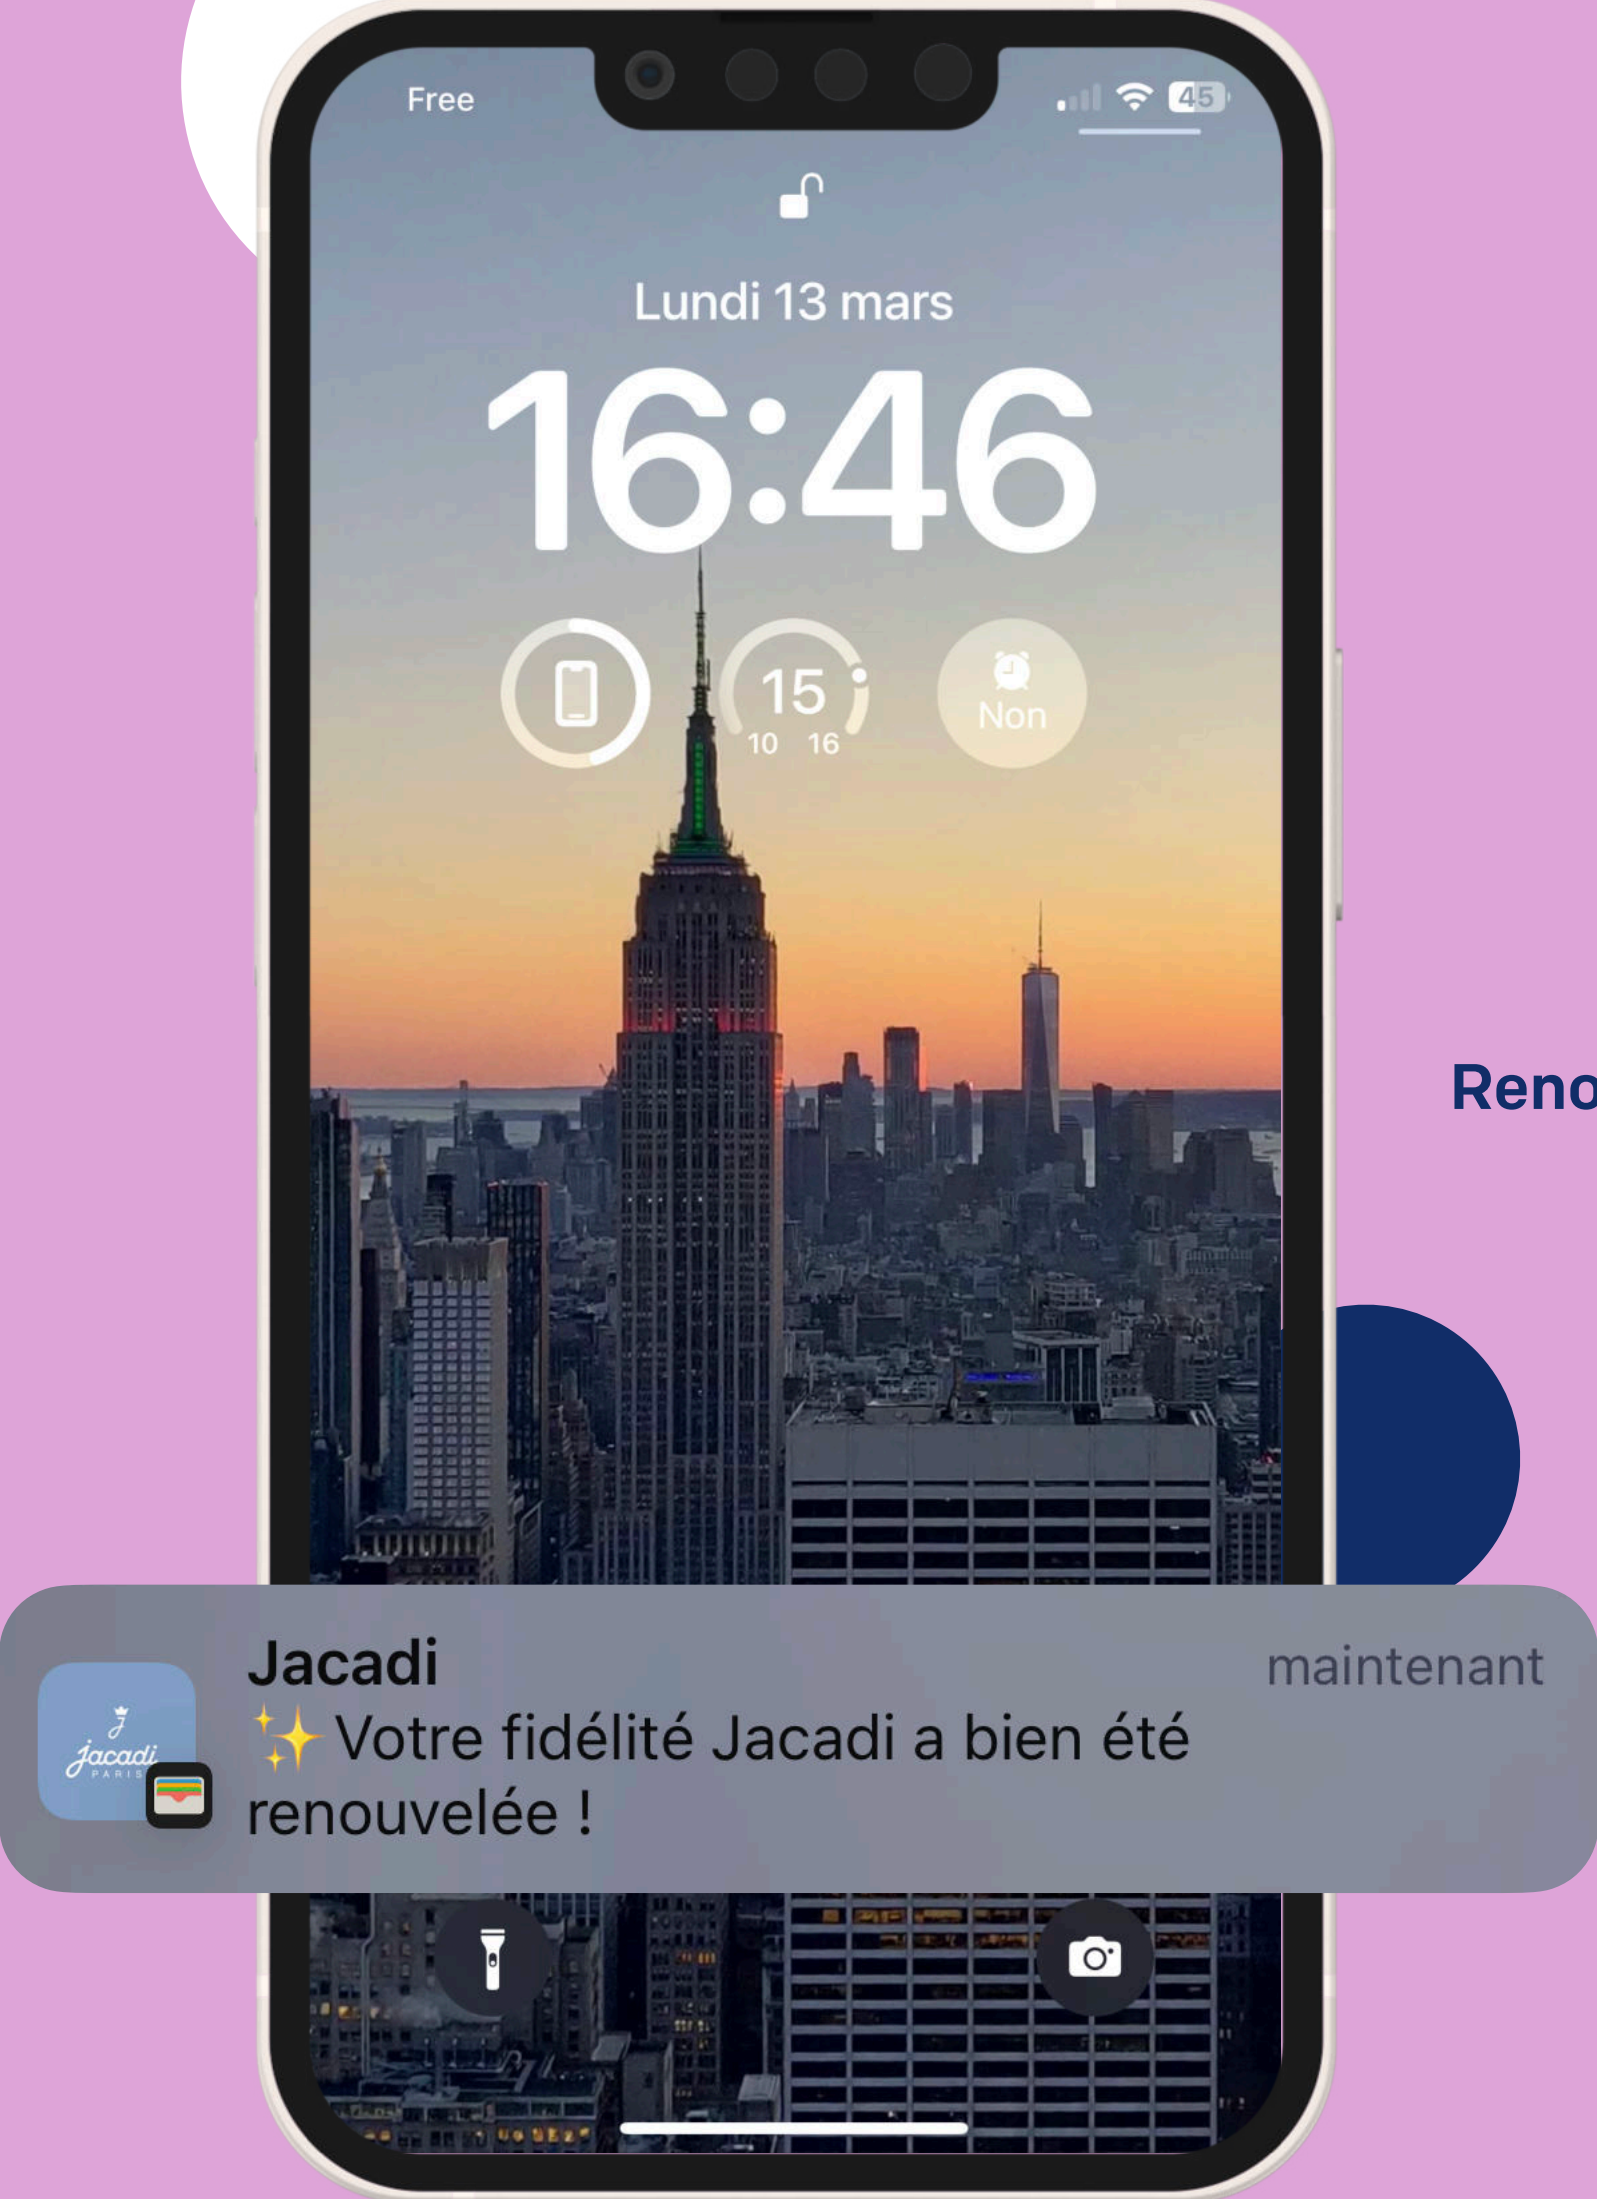 Free
45
Lundi 13 mars
16:46
15
10 16
Non
Reno
Jacadi
maintenant
✨Votre fidélité Jacadi a bien été
renouvelée !
J
jacadi
PARIS